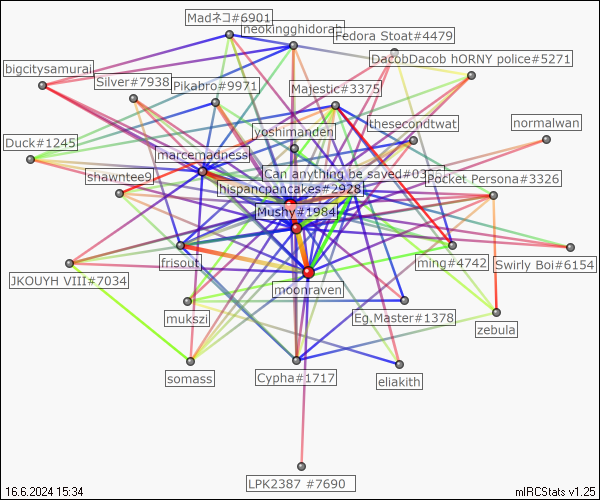 Madネコ#6901
neokingghidorah
Fedora Stoat#4479
DacobDacob hORNY police#5271
bigcitysamurai
Silver#7938
Pikabro#9971
Majestic#3375
thesecondtwat
normalwan
yoshimanden
Duck#1245
marcemadness
shawntee9
Can anything be saved#03
hispancpancakes#2928
Pocket Persona#3326
Mushy#1984
frisout
ming#4742
Swirly Boi#6154
JKOUYH VIII#7034
moonraven
mukszi
Eg.Master#1378
zebula
somass
Cypha#1717
eliakith
LPK2387 #7690
16.6.2024 15:34
mIRCStats v1.25